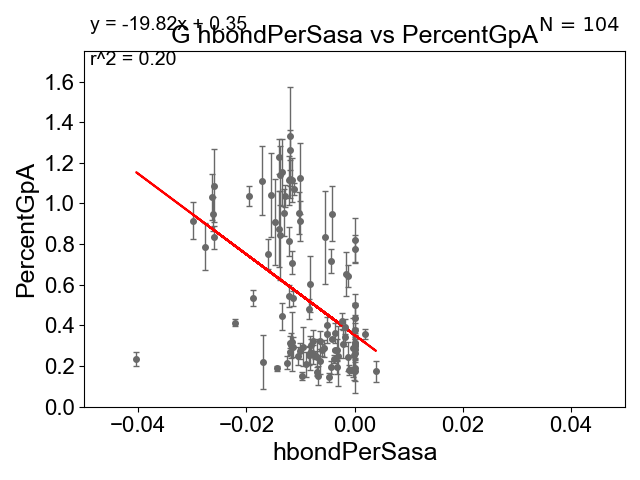 y = -19.82x + 0.35
G hbondPerSasa vs PercentGpA
N = 104
r^2 = 0.20
PercentGpA
1.6
1.4
1.2
1.0
0.8
0.6
0.4
0.2
0.0
−0.04 −0.02 0.00 0.02 0.04
hbondPerSasa